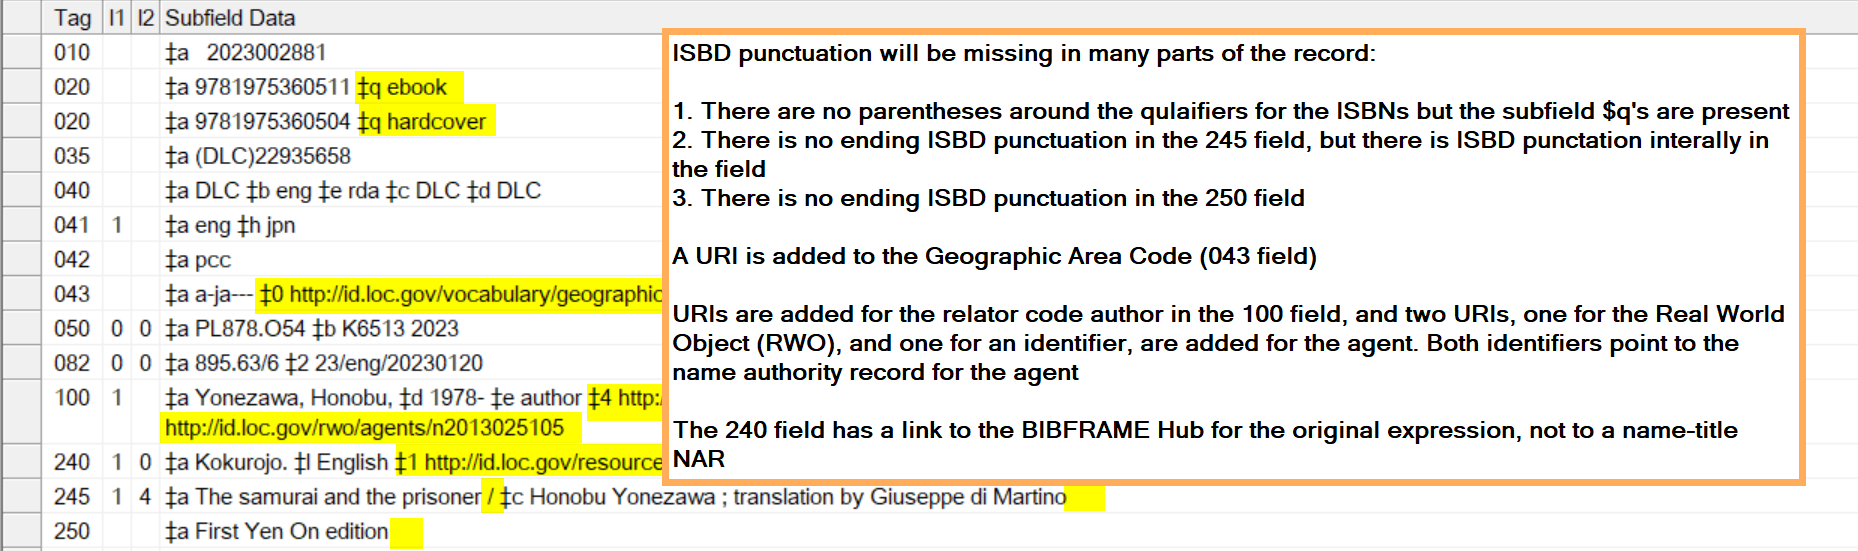 Tag I1 I2 Subfield Data
010 ‡a 2023002881
020 ‡a 9781975360511 ‡q ebook
020 ‡a 9781975360504 ‡q hardcover
035 ‡a (DLC)22935658
040 ‡a DLC ‡b eng ‡e rda ‡c DLC ‡d DLC
041 1 ‡a eng ‡h jpn
042 ‡a pcc
043 ‡a a-ja--- ‡0 http://id.loc.gov/vocabulary/geographic
050 0 0 ‡a PL878.O54 ‡b K6513 2023
082 0 0 ‡a 895.63/6 ‡2 23/eng/20230120
100 1 ‡a Yonezawa, Honobu, ‡d 1978- ‡e author ‡4 http:/
http://id.loc.gov/rwo/agents/n2013025105
240 1 0 ‡a Kokurojo. ‡l English ‡1 http://id.loc.gov/resource
245 1 4 ‡a The samurai and the prisoner / ‡c Honobu Yonezawa ; translation by Giuseppe di Martino
250 ‡a First Yen On edition
ISBD punctuation will be missing in many parts of the record:
1. There are no parentheses around the qulaifiers for the ISBNs but the subfield $q's are present
2. There is no ending ISBD punctuation in the 245 field, but there is ISBD punctation interally in
the field
3. There is no ending ISBD punctuation in the 250 field
A URI is added to the Geographic Area Code (043 field)
URIs are added for the relator code author in the 100 field, and two URIs, one for the Real World
Object (RWO), and one for an identifier, are added for the agent. Both identifiers point to the
name authority record for the agent
The 240 field has a link to the BIBFRAME Hub for the original expression, not to a name-title
NAR